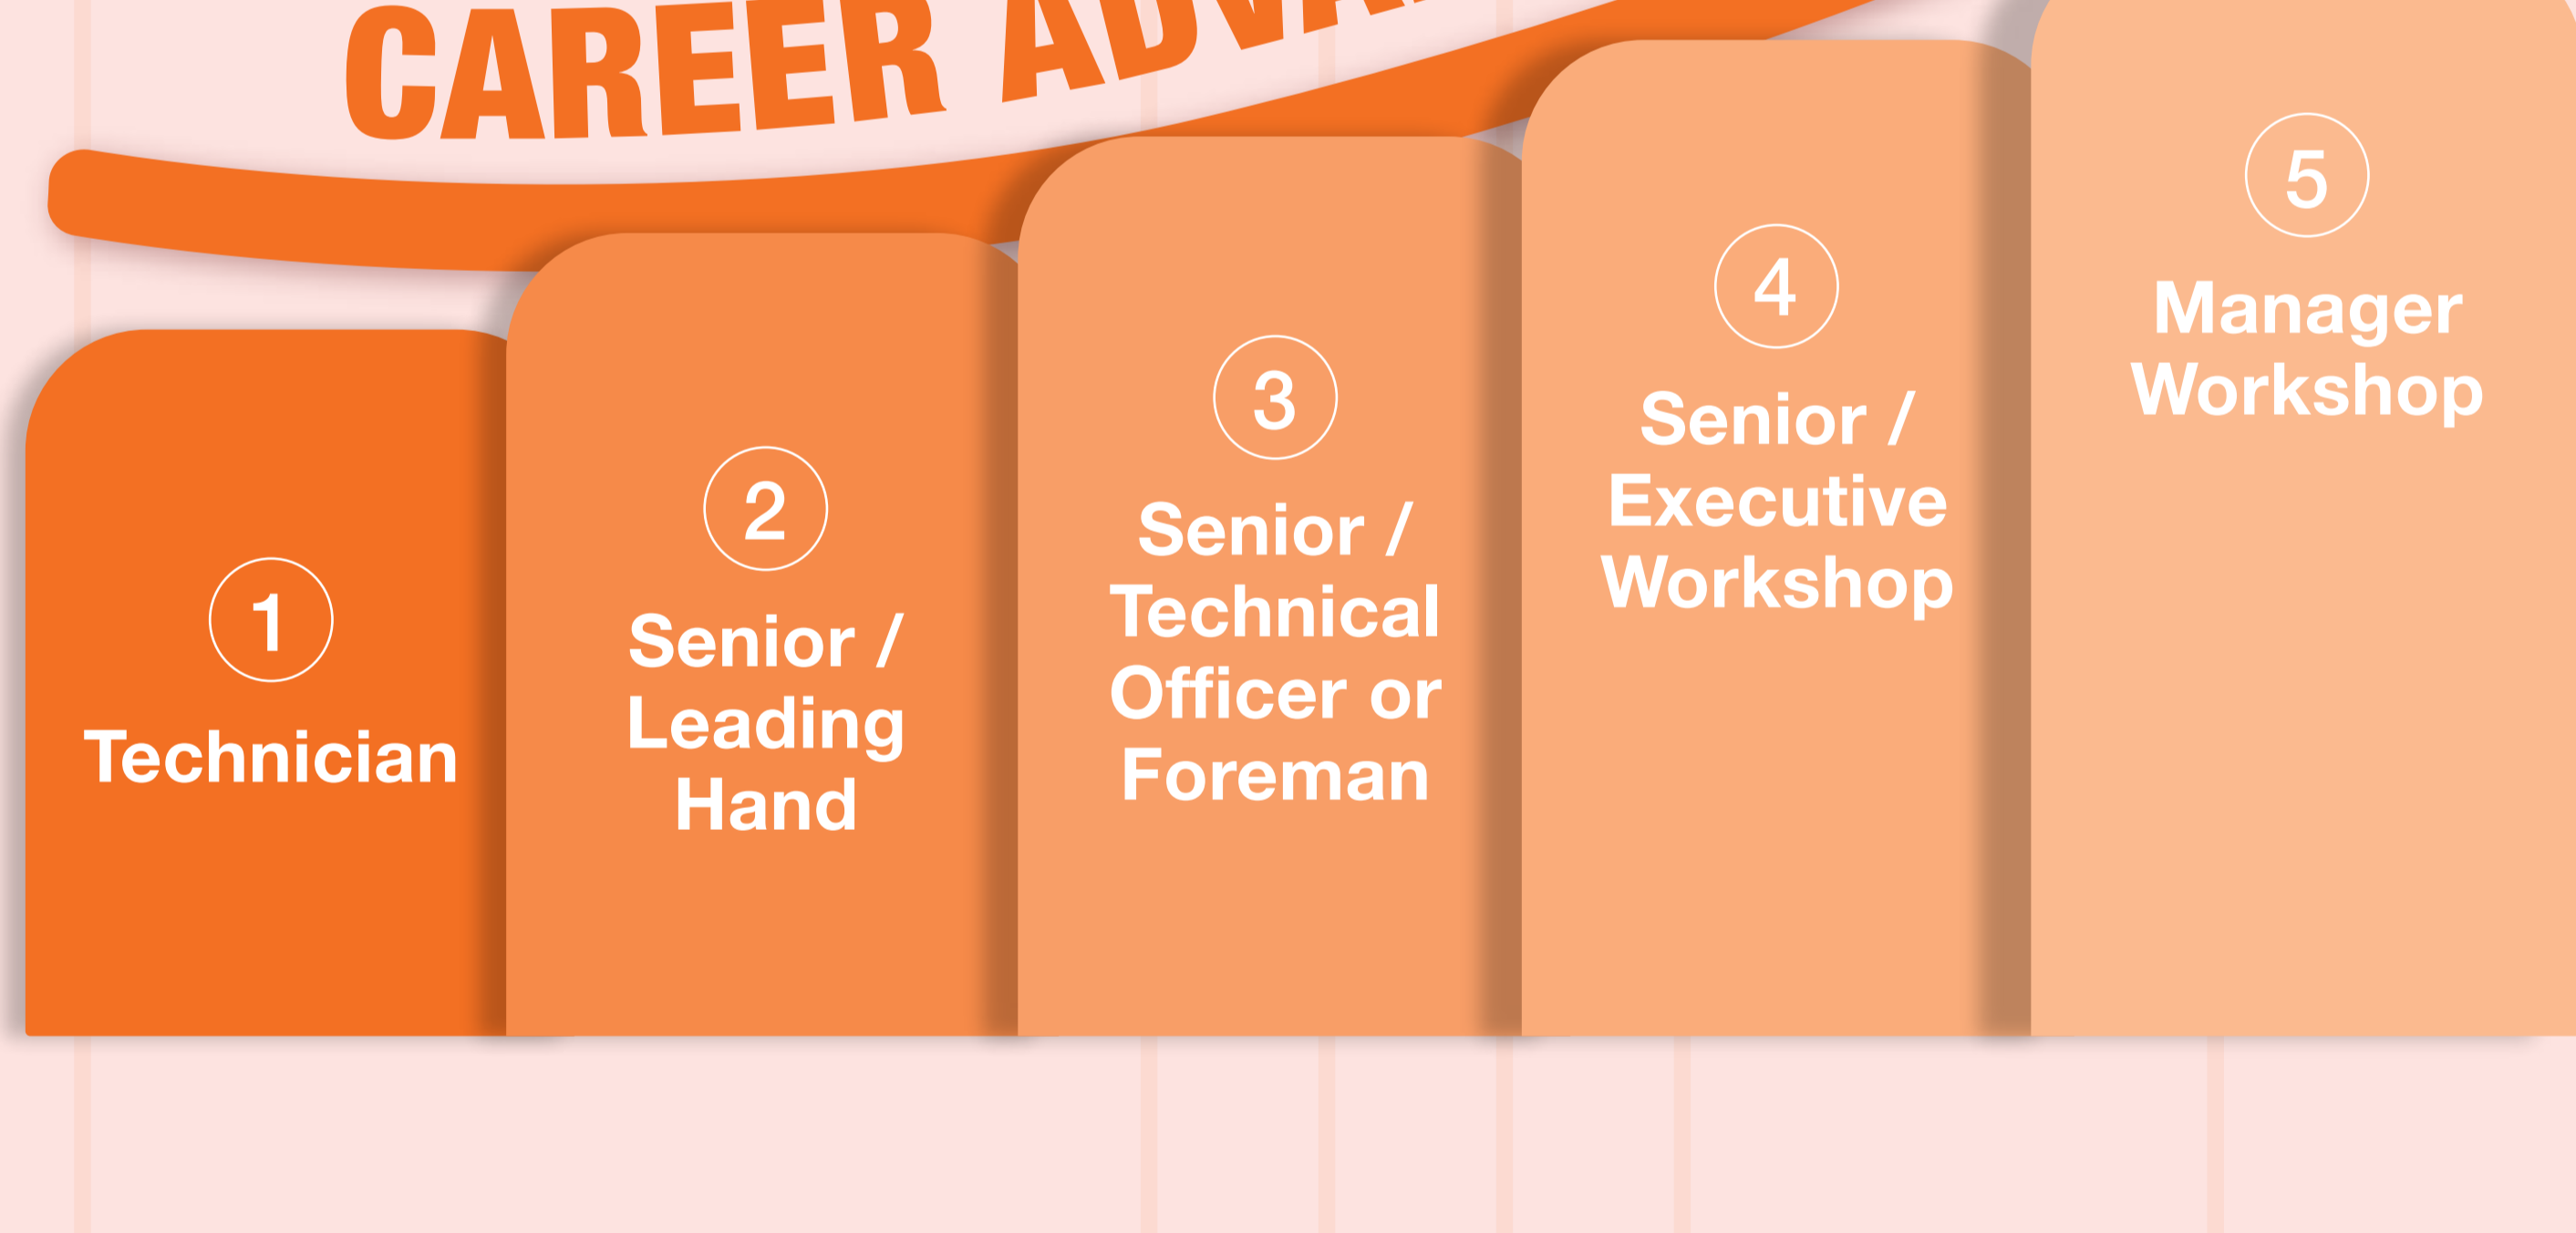 CAREER
1
Technician
2
Senior /
Leading
Hand
3
Senior /
Technical
Officer or
Foreman
4
Senior /
Executive
Workshop
5
Manager
Workshop